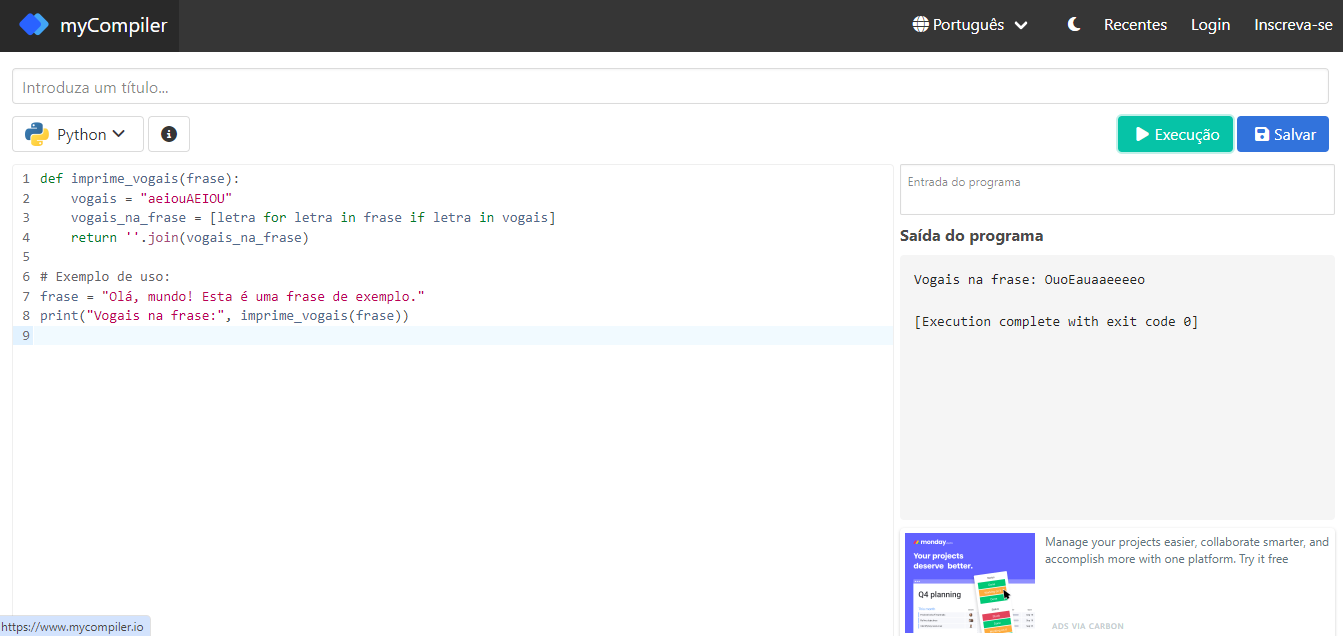 myCompiler
Português
Recentes
Login
Inscreva-se
Introduza um título...
Python
Execução
Salvar
1 def imprime_vogais(frase):
2     vogais = "aeiouAEIOU"
3     vogais_na_frase = [letra for letra in frase if letra in vogais]
4     return ''.join(vogais_na_frase)
5
6 # Exemplo de uso:
7 frase = "Olá, mundo! Esta é uma frase de exemplo."
8 print("Vogais na frase:", imprime_vogais(frase))
9
Entrada do programa
Saída do programa
Vogais na frase: OuoEauaaeeeeo
[Execution complete with exit code 0]
monday
Your projects
deserve better.
Q4 planning
Manage your projects easier, collaborate smarter, and
accomplish more with one platform. Try it free
ADS VIA CARBON
https://www.mycompiler.io